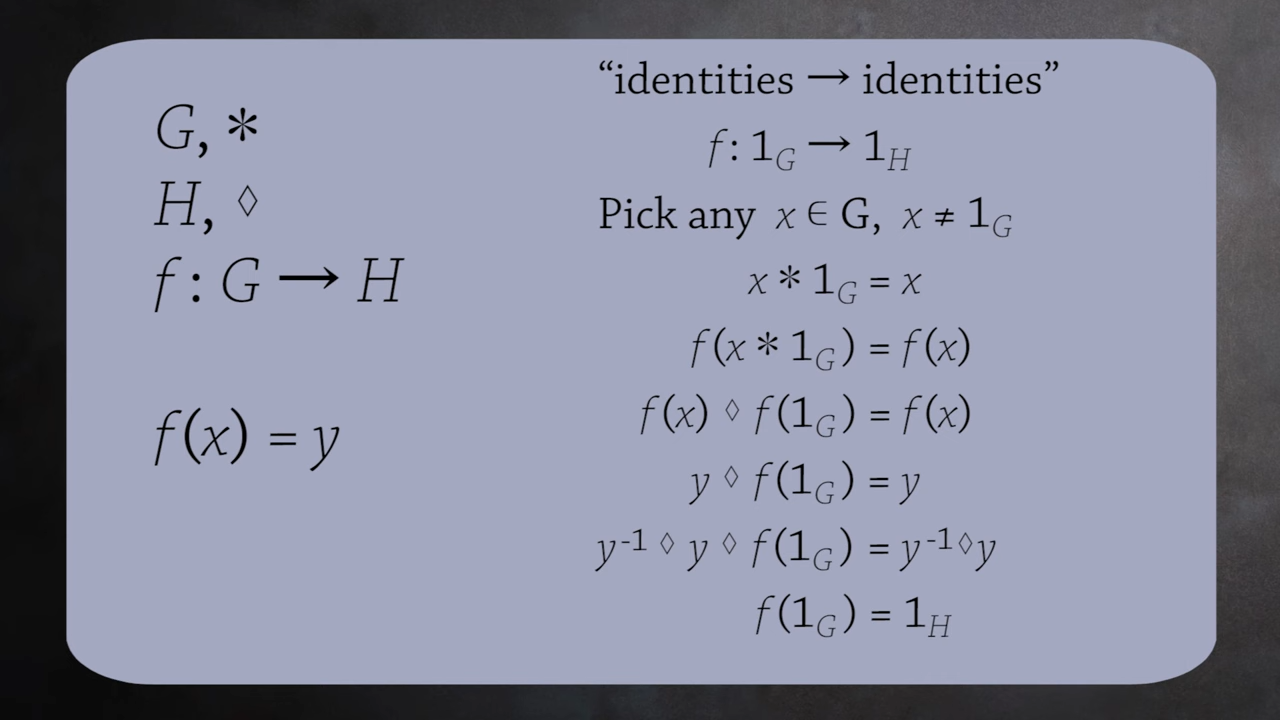 G, *
H, ◊
f : G → H
f(x) = y
“identities → identities”
f : 1_G → 1_H
Pick any x ∈ G, x ≠ 1_G
x * 1_G = x
f(x * 1_G) = f(x)
f(x) ◊ f(1_G) = f(x)
y ◊ f(1_G) = y
y⁻¹ ◊ y ◊ f(1_G) = y⁻¹◊y
f(1_G) = 1_H